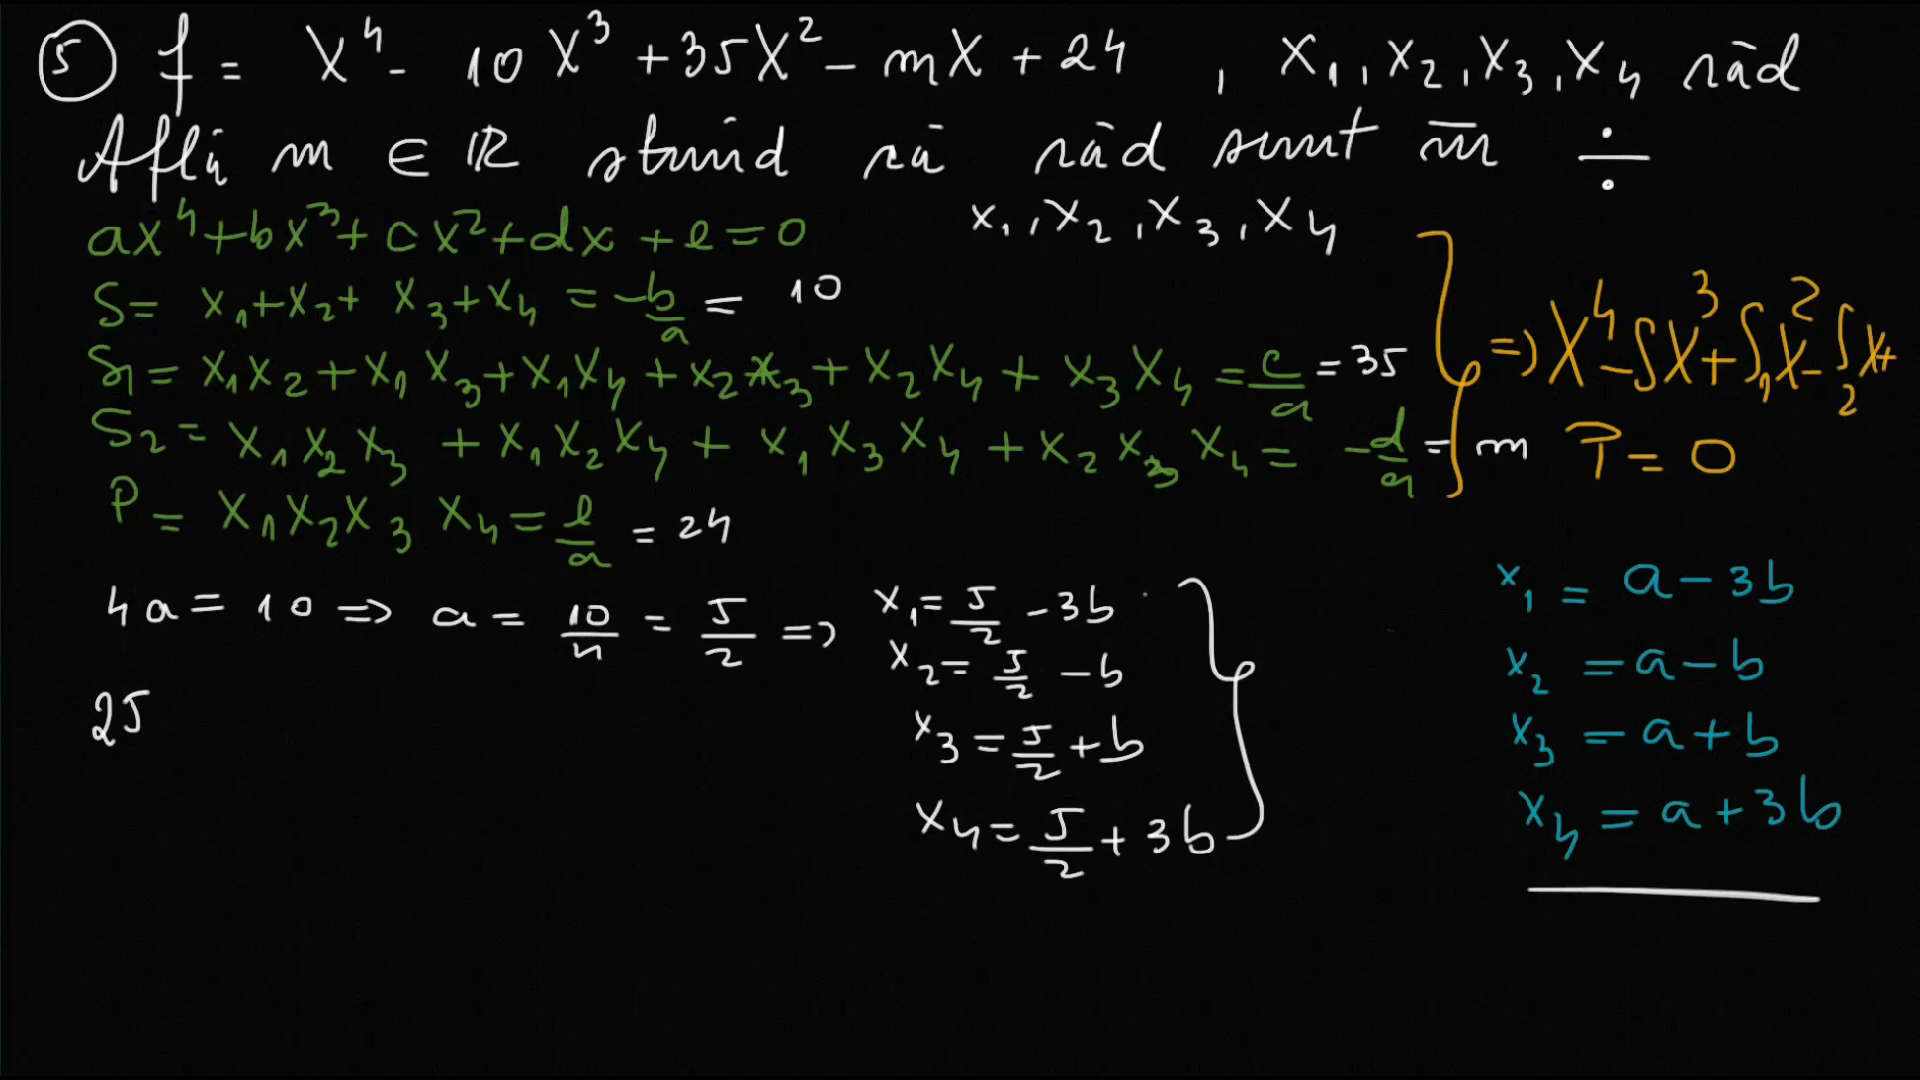 5 f = X⁴ - 10X³ + 35X² - mX + 24 , x₁, x₂, x₃, x₄ răd
Află m ∈ ℝ știind că răd sunt în ÷
x₁, x₂, x₃, x₄
ax⁴ + bx³ + cx² + dx + e = 0
S = x₁ + x₂ + x₃ + x₄ = -b/a = 10
S₁ = x₁x₂ + x₁x₃ + x₁x₄ + x₂x₃ + x₂x₄ + x₃x₄ = c/a = 35
S₂ = x₁x₂x₃ + x₁x₂x₄ + x₁x₃x₄ + x₂x₃x₄ = -d/a = m
P = x₁x₂x₃x₄ = e/a = 24
=> X⁴ - SX³ + S₁X² - S₂X +
P = 0
4a = 10 => a = 10/4 = 5/2 =>
x₁ = 5/2 - 3b
x₂ = 5/2 - b
x₃ = 5/2 + b
x₄ = 5/2 + 3b
x₁ = a - 3b
x₂ = a - b
x₃ = a + b
x₄ = a + 3b
25